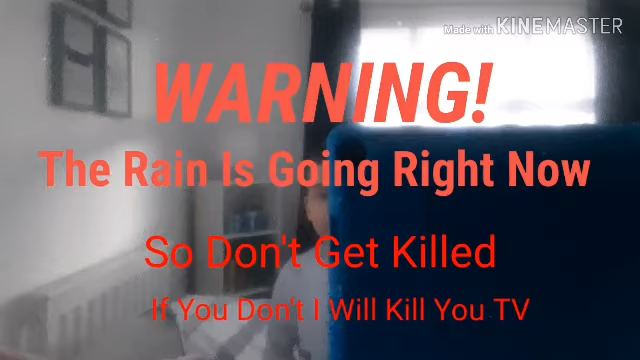 Made with KINEMASTER
WARNING!
The Rain Is Going Right Now
So Don't Get Killed
If You Don't I Will Kill You TV